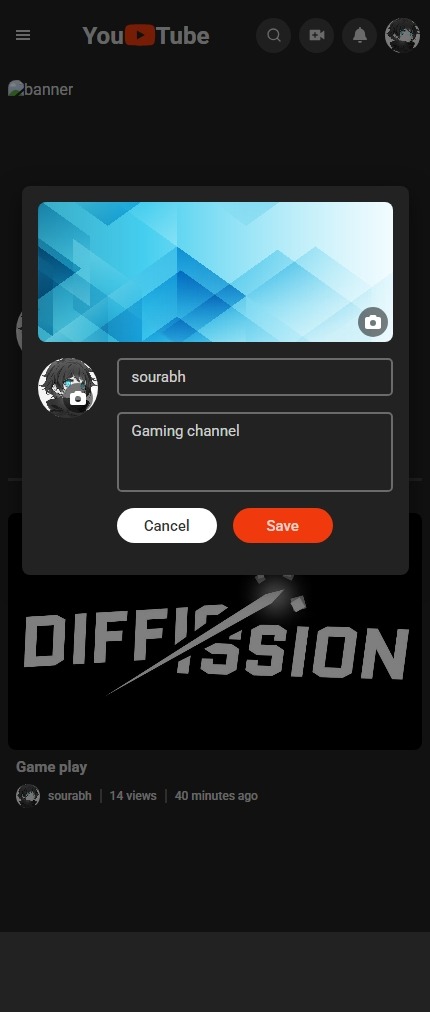 YouTube
banner
sourabh
Gaming channel
Cancel
Save
DIFFISSION
Game play
sourabh | 14 views | 40 minutes ago